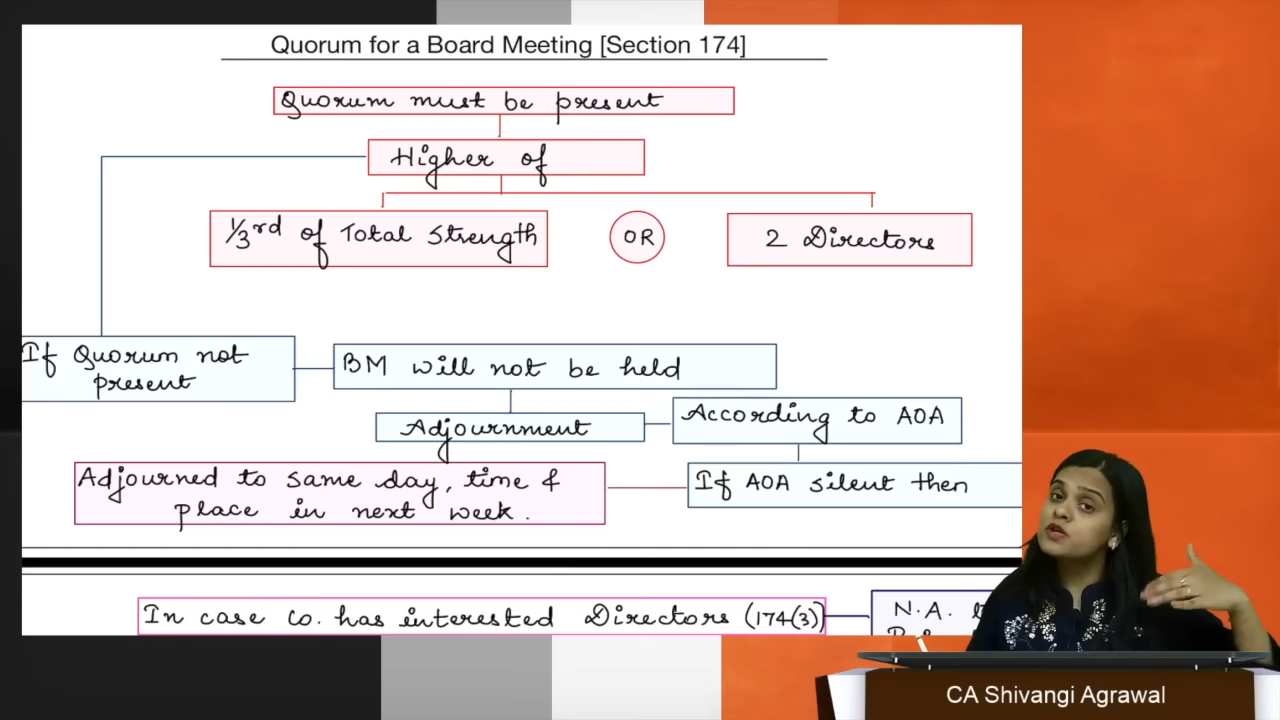 Quorum for a Board Meeting [Section 174]
Quorum must be present
Higher of
1/3rd of Total Strength
OR
2 Directors
If Quorum not
present
BM will not be held
Adjournment
According to AOA
If AOA silent then
Adjourned to same day, time &
place in next week.
In case Co. has interested Directors (174(3))
N.A.
CA Shivangi Agrawal